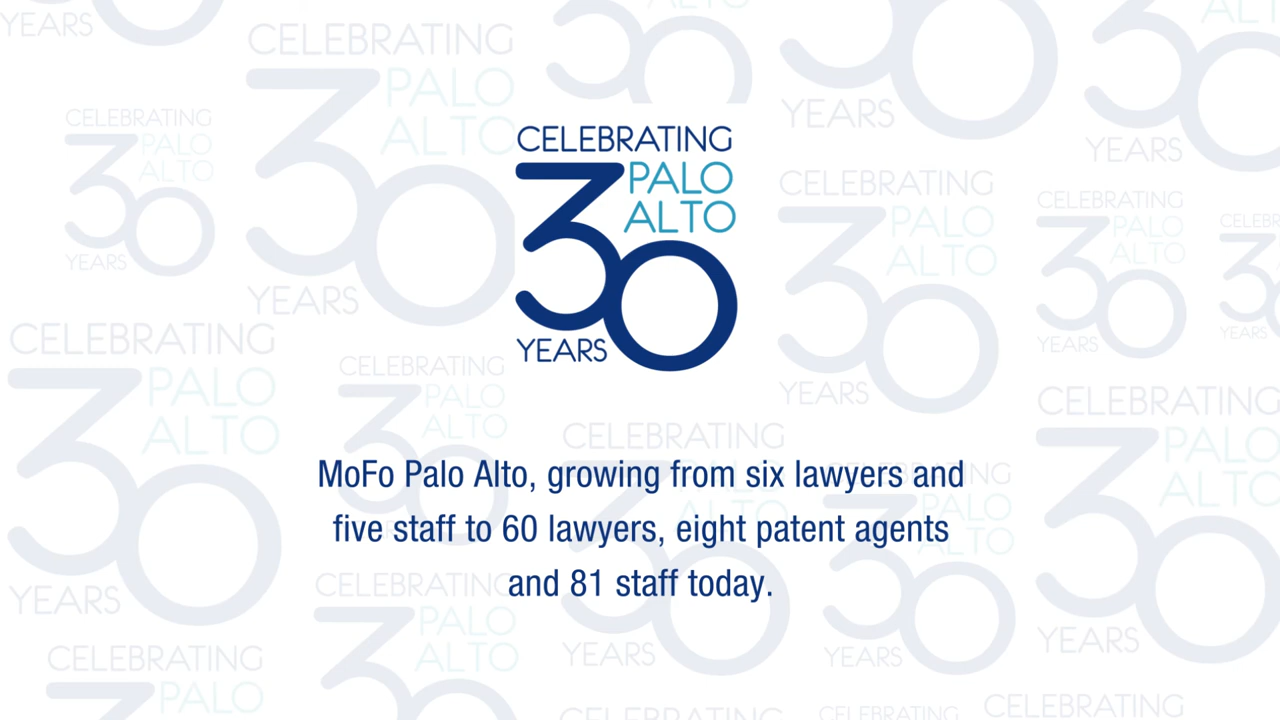 CELEBRATING
30 PALO
ALTO
YEARS
MoFo Palo Alto, growing from six lawyers and
five staff to 60 lawyers, eight patent agents
and 81 staff today.